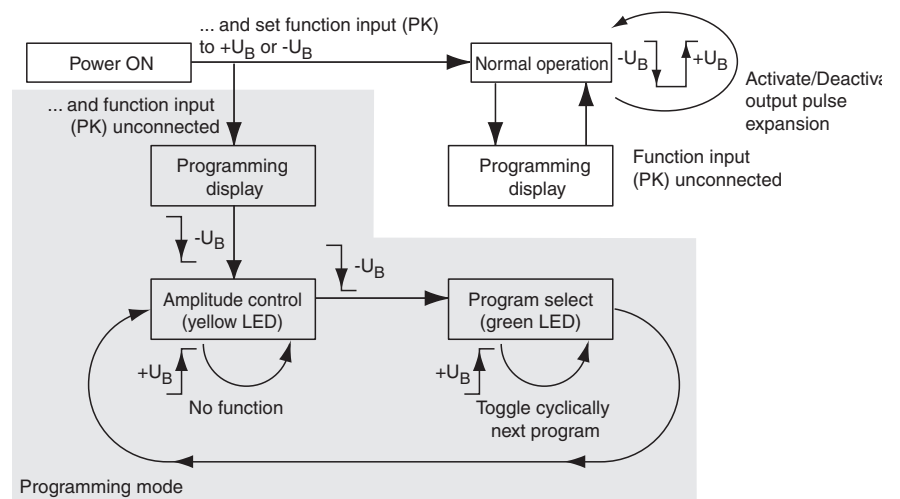 ... and set function input (PK)
to +UB or -UB
Power ON
Normal operation
-UB
+UB
Activate/Deactiva
output pulse
expansion
... and function input
(PK) unconnected
Programming
display
Programming
display
Function input
(PK) unconnected
-UB
-UB
Amplitude control
(yellow LED)
Program select
(green LED)
+UB
No function
+UB
Toggle cyclically
next program
Programming mode